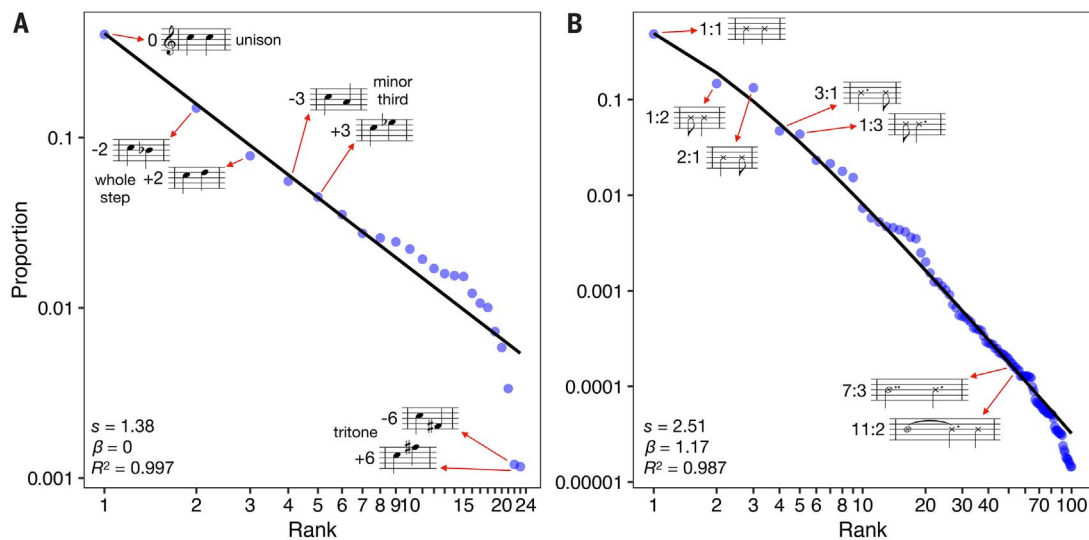 A
Proportion
0.1
0.01
0.001
0
unison
-2
whole
step
+2
-3
minor
third
+3
tritone
-6
+6
s = 1.38
β = 0
R² = 0.997
1 2 3 4 5 6 7 8 910 15 20 24
Rank
B
0.1
0.01
0.001
0.0001
0.00001
1:1
1:2
2:1
3:1
1:3
7:3
11:2
s = 2.51
β = 1.17
R² = 0.987
1 2 3 4 5 6 8 10 20 30 40 70 100
Rank